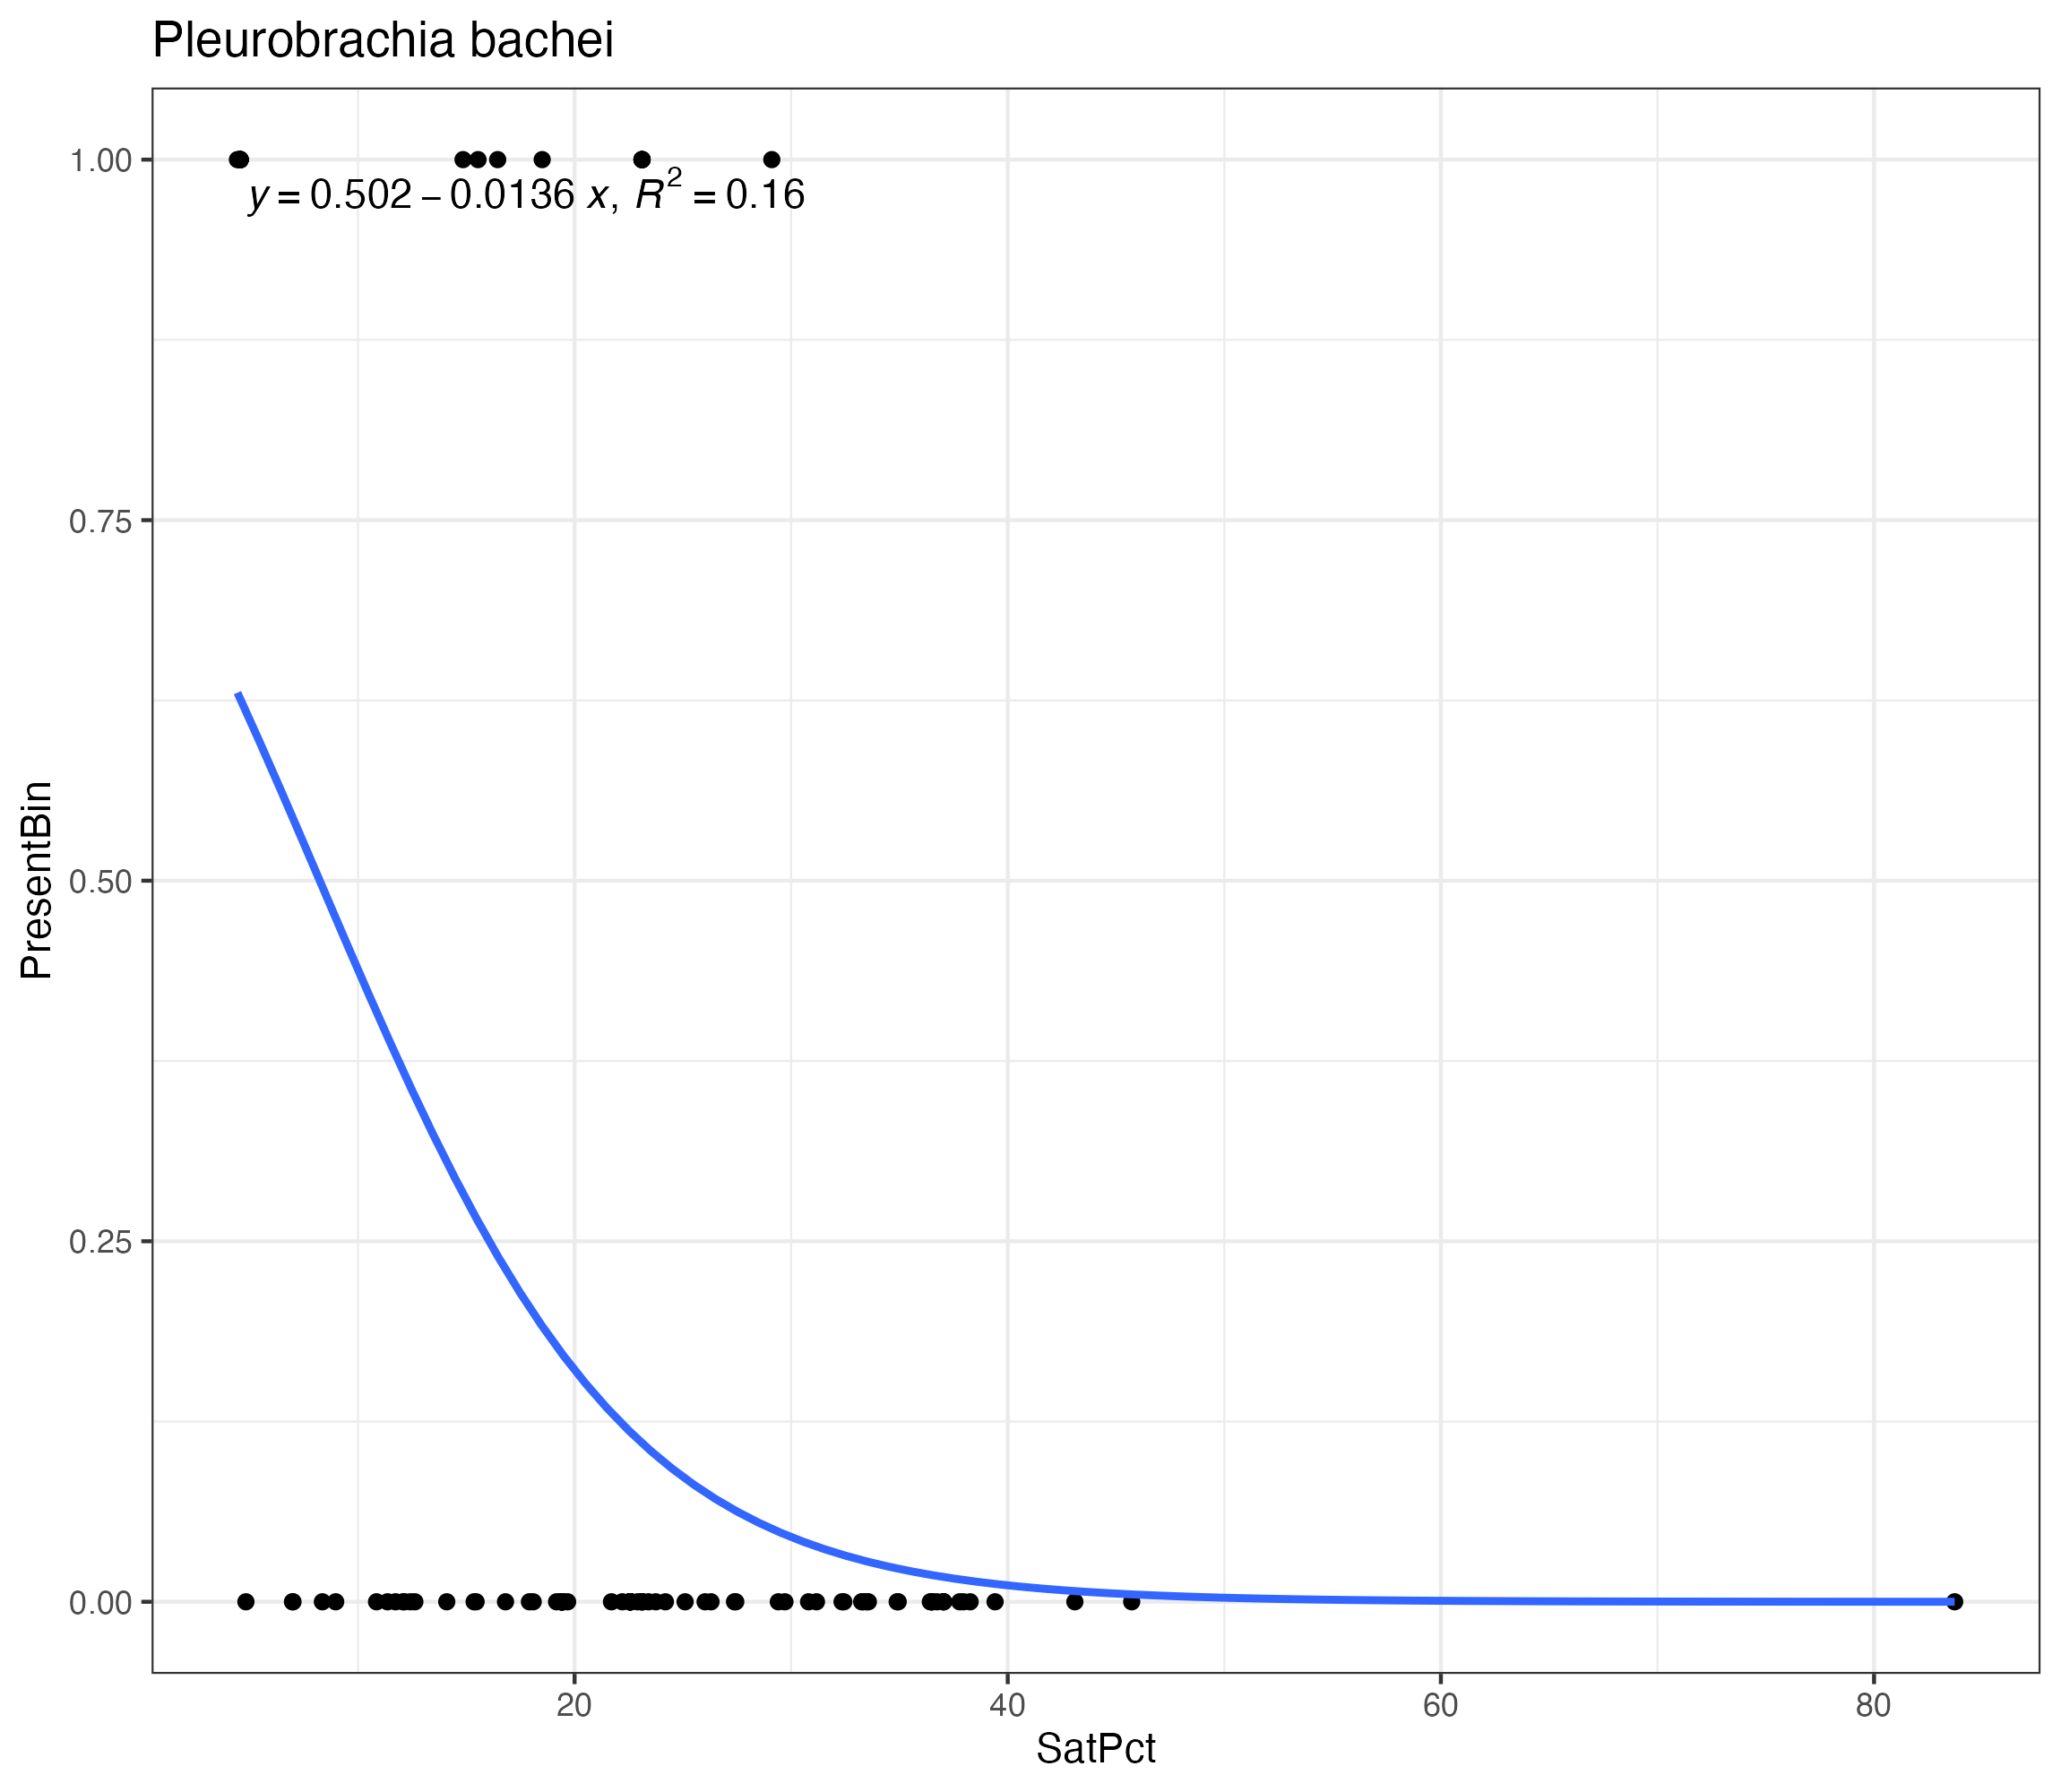 Pleurobrachia bachei
1.00
y = 0.502 − 0.0136 x, R² = 0.16
0.75
0.50
0.25
0.00
PresentBin
20 40 60 80
SatPct